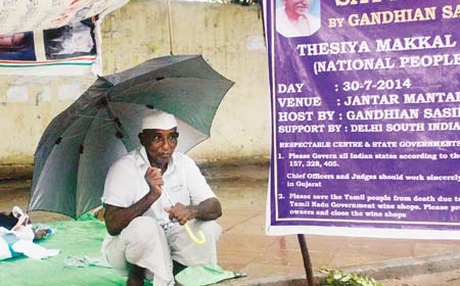 BY GANDHIAN SA
THESIYA MAKKAL
(NATIONAL PEOPLE
DAY : 30-7-2014
VENUE : JANTAR MANTAR
HOST BY : GANDHIAN SASI
SUPPORT BY : DELHI SOUTH INDIA
RESPECTABLE CENTRE & STATE GOVERNMENTS
1. Please Govern all Indian states according to the
157, 328, 405.
Chief Officers and Judges should work sincerely
in Gujarat
2. Please save the Tamil people from death due to
Tamil Nadu Government wine shops. Please pr
owners and close the wine shops